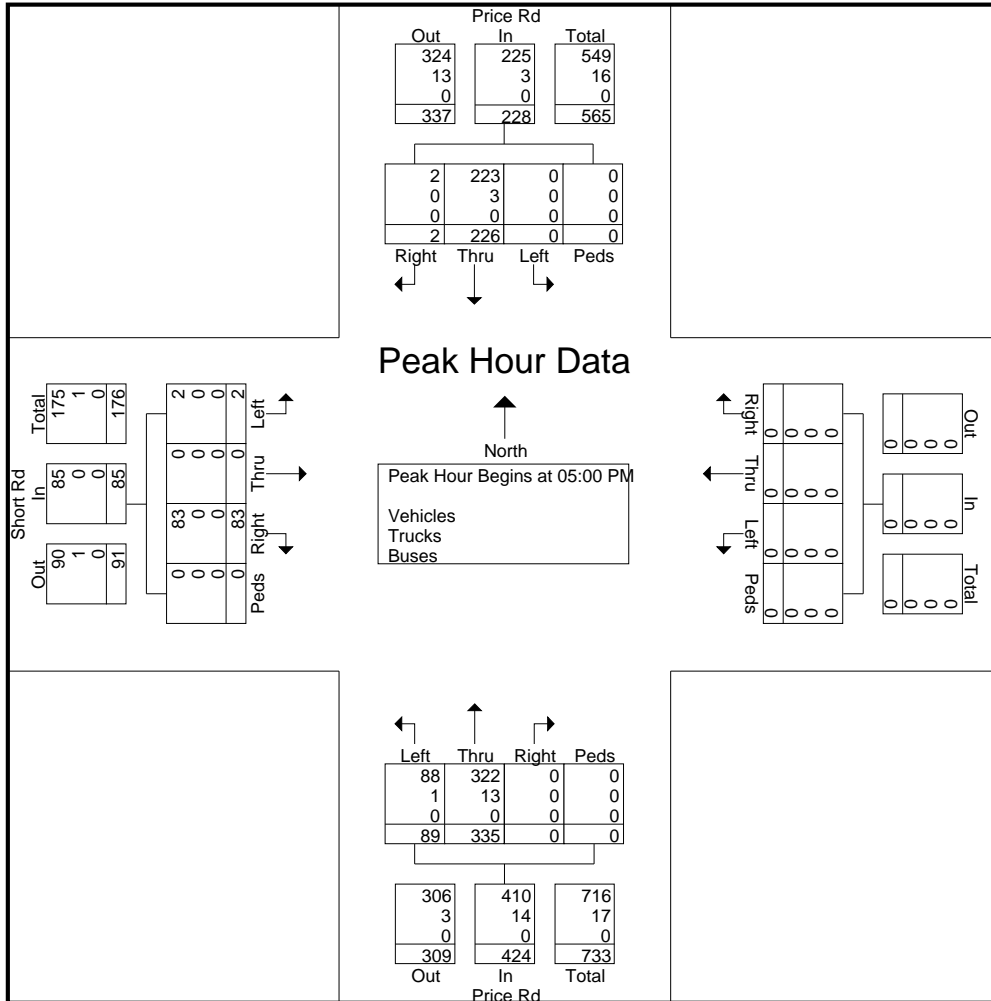 Price Rd
Out In Total
324 225 549
13 3 16
0 0 0
337 228 565
2 223 0 0
0 3 0 0
0 0 0 0
2 226 0 0
Right Thru Left Peds
Peak Hour Data
North
Peak Hour Begins at 05:00 PM
Vehicles
Trucks
Buses
Short Rd
Out In Total
90 85 175
1 0 1
0 0 0
91 85 176
0 83 0 2
0 0 0 0
0 0 0 0
0 83 0 2
Peds Right Thru Left
Out In Total
0 0 0
0 0 0
0 0 0
0 0 0
Right Thru Left Peds
0 0 0 0
0 0 0 0
0 0 0 0
0 0 0 0
Left Thru Right Peds
88 322 0 0
1 13 0 0
0 0 0 0
89 335 0 0
306 410 716
3 14 17
0 0 0
309 424 733
Out In Total
Price Rd